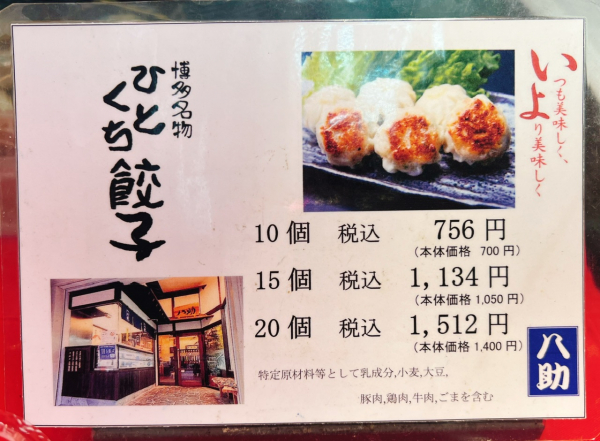 博多名物
ひとくち餃子
いつも美味しく、
より美味しく
10個 税込 756円
(本体価格 700円)
15個 税込 1,134円
(本体価格 1,050円)
20個 税込 1,512円
(本体価格 1,400円)
特定原材料等として乳成分,小麦,大豆,
豚肉,鶏肉,牛肉,ごまを含む
八助